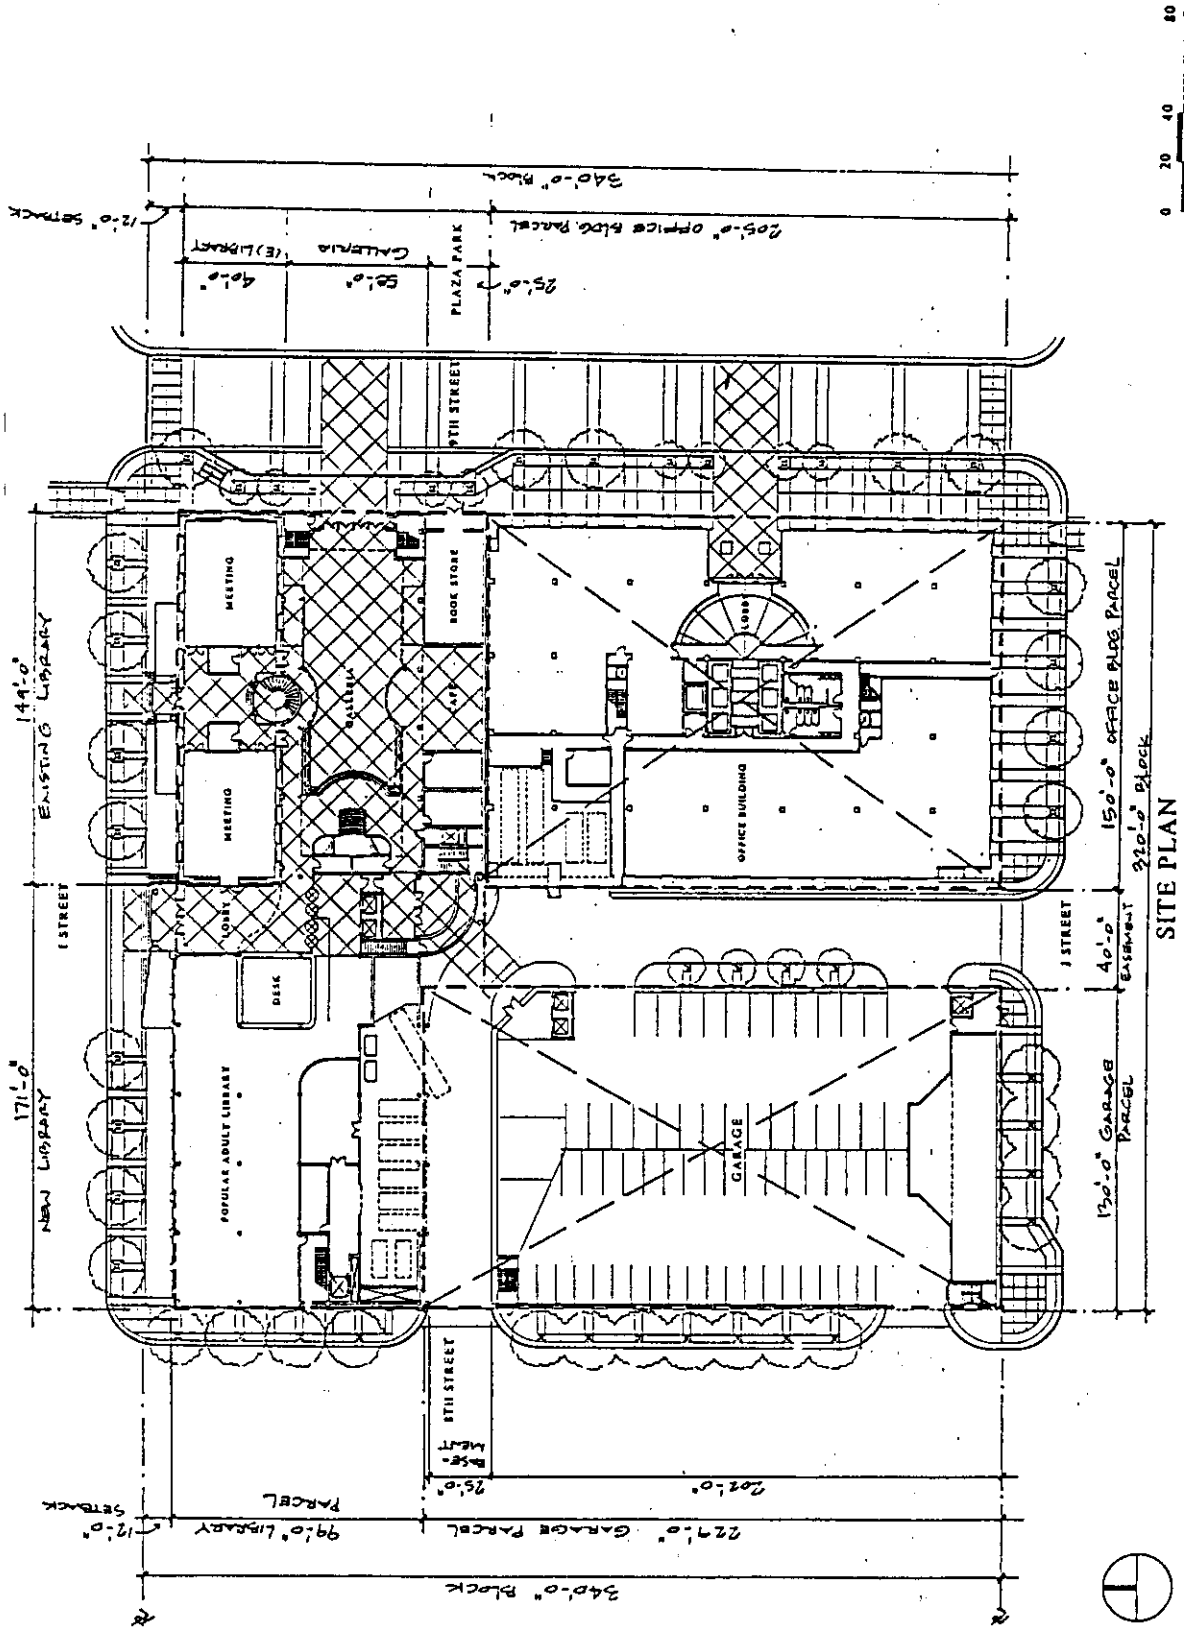 80
40
20
0
340'-0" BLOCK
12'-0" SETBACK
205'-0" OFFICE BLDG PARCEL
(E) LIBRARY
40'-0"
GALLERIA
PLAZA PARK
25'-0"
9TH STREET
144'-0"
EXISTING LIBRARY
MEETING
BOOK STORE
GALLERIA
CAFE
LOBBY
MEETING
OFFICE BUILDING
150'-0" OFFICE BLDG PARCEL
320'-0" BLOCK
SITE PLAN
I STREET
LOBBY
J STREET
40'-0"
EASEMENT
171'-0"
NEW LIBRARY
DESK
POPULAR ADULT LIBRARY
GARAGE
130'-0" GARAGE
PARCEL
8TH STREET
EASE-
MENT
25'-0"
202'-0"
12'-0"
SETBACK
99'-0" LIBRARY
PARCEL
229'-0" GARAGE PARCEL
340'-0" BLOCK